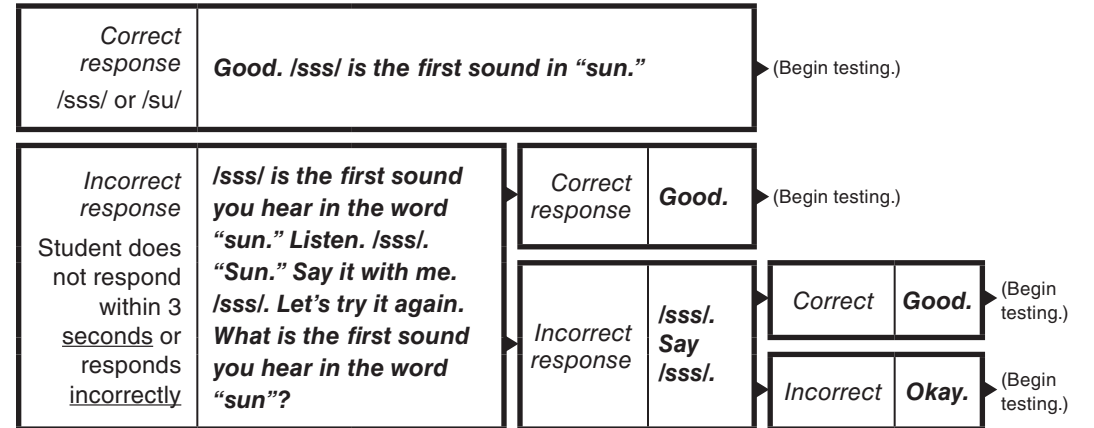 Correct
response
/sss/ or /su/
Good. /sss/ is the first sound in “sun.”
(Begin testing.)
Incorrect
response
Student does
not respond
within 3
seconds or
responds
incorrectly
/sss/ is the first sound
you hear in the word
“sun.” Listen. /sss/.
“Sun.” Say it with me.
/sss/. Let’s try it again.
What is the first sound
you hear in the word
“sun”?
Correct
response
Good.
(Begin testing.)
Incorrect
response
/sss/.
Say
/sss/.
Correct
Good.
(Begin
testing.)
Incorrect
Okay.
(Begin
testing.)